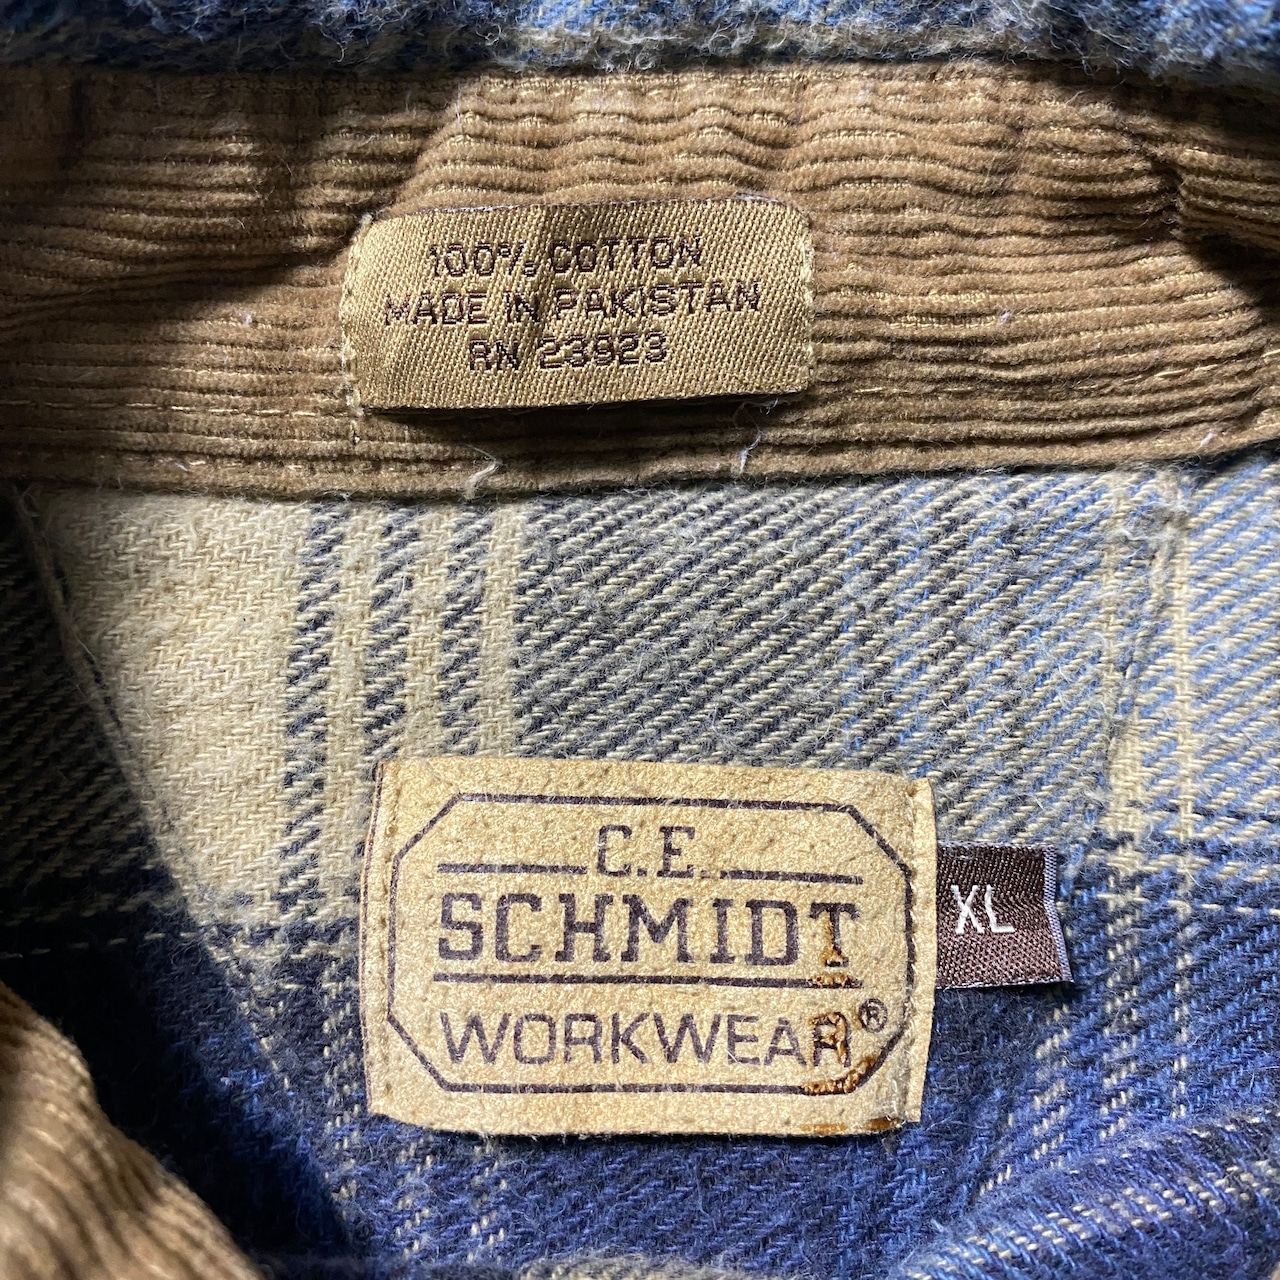 100% COTTON
MADE IN PAKISTAN
RN 23923
C.E.
SCHMIDT
WORKWEAR®
XL